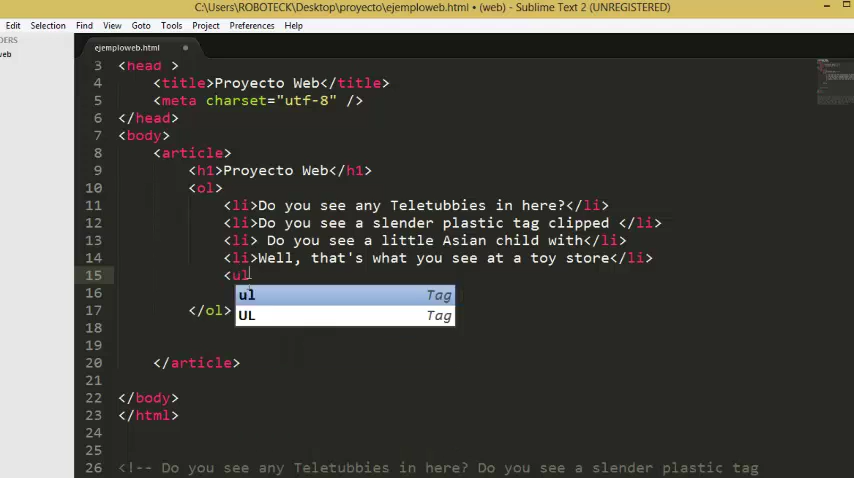 C:\Users\ROBOTECK\Desktop\proyecto\ejemploweb.html • (web) - Sublime Text 2 (UNREGISTERED)
Edit Selection Find View Goto Tools Project Preferences Help
DERS
web
ejemploweb.html
3 <head >
4 <title>Proyecto Web</title>
5 <meta charset="utf-8" />
6 </head>
7 <body>
8 <article>
9 <h1>Proyecto Web</h1>
10 <ol>
11 <li>Do you see any Teletubbies in here?</li>
12 <li>Do you see a slender plastic tag clipped </li>
13 <li> Do you see a little Asian child with</li>
14 <li>Well, that's what you see at a toy store</li>
15 <ul
ul Tag
16
UL Tag
17 </ol>
18
19
20 </article>
21
22 </body>
23 </html>
24
25
26 <!-- Do you see any Teletubbies in here? Do you see a slender plastic tag